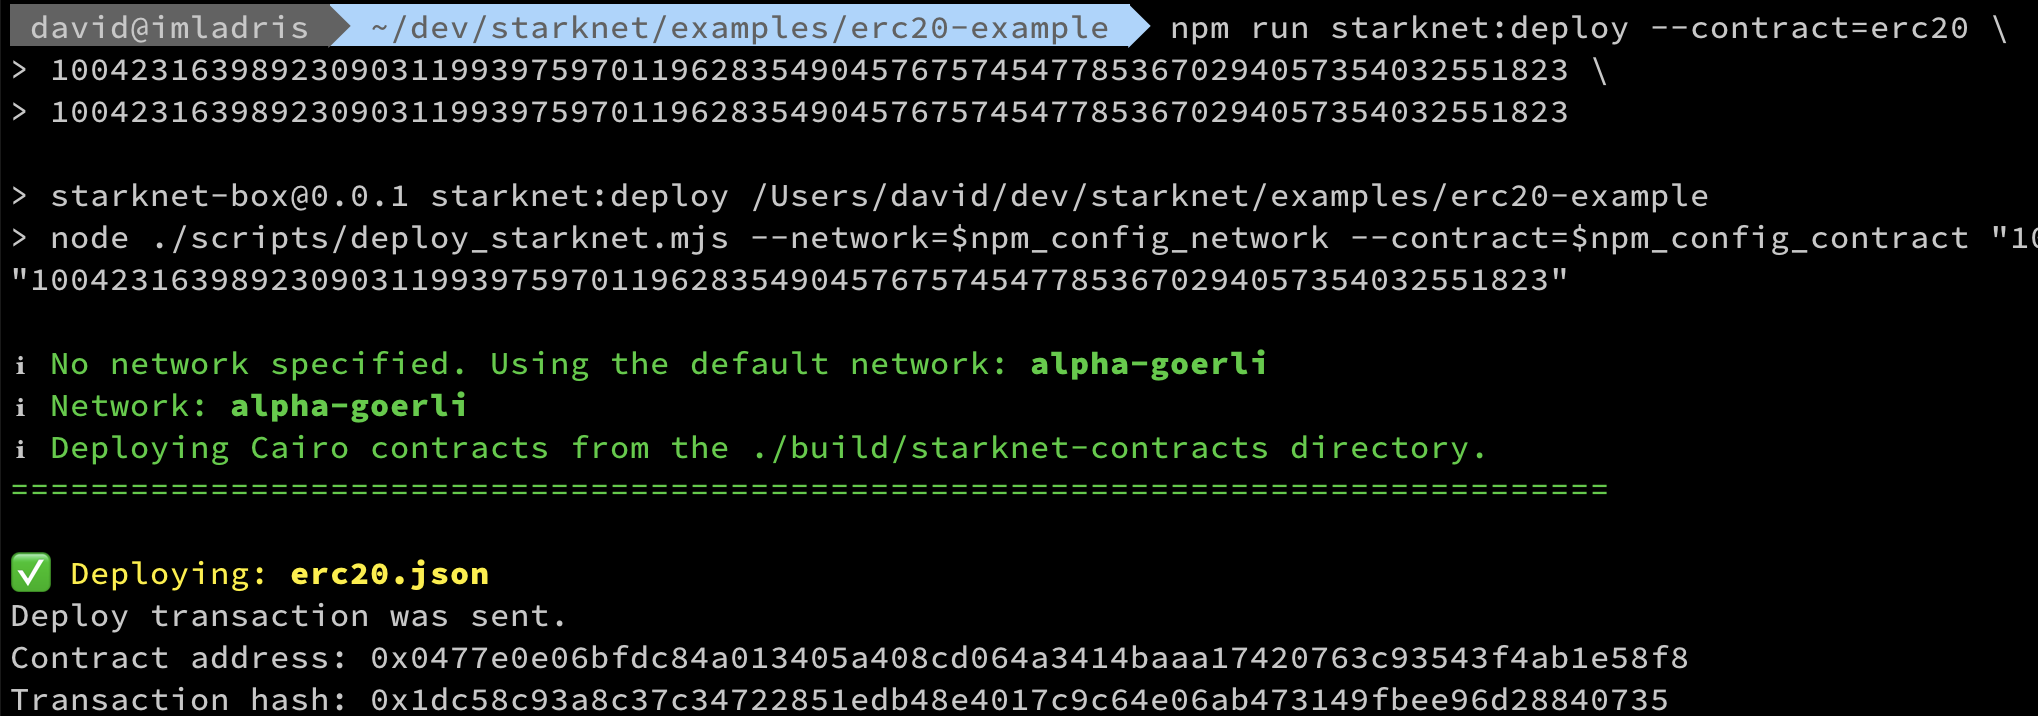 david@imladris ~/dev/starknet/examples/erc20-example npm run starknet:deploy --contract=erc20 \
> 1004231639892309031199397597011962835490457675745477853670294057354032551823 \
> 1004231639892309031199397597011962835490457675745477853670294057354032551823
> starknet-box@0.0.1 starknet:deploy /Users/david/dev/starknet/examples/erc20-example
> node ./scripts/deploy_starknet.mjs --network=$npm_config_network --contract=$npm_config_contract "10
"1004231639892309031199397597011962835490457675745477853670294057354032551823"
ℹ No network specified. Using the default network: alpha-goerli
ℹ Network: alpha-goerli
ℹ Deploying Cairo contracts from the ./build/starknet-contracts directory.
================================================================================
✅ Deploying: erc20.json
Deploy transaction was sent.
Contract address: 0x0477e0e06bfdc84a013405a408cd064a3414baaa17420763c93543f4ab1e58f8
Transaction hash: 0x1dc58c93a8c37c34722851edb48e4017c9c64e06ab473149fbee96d28840735